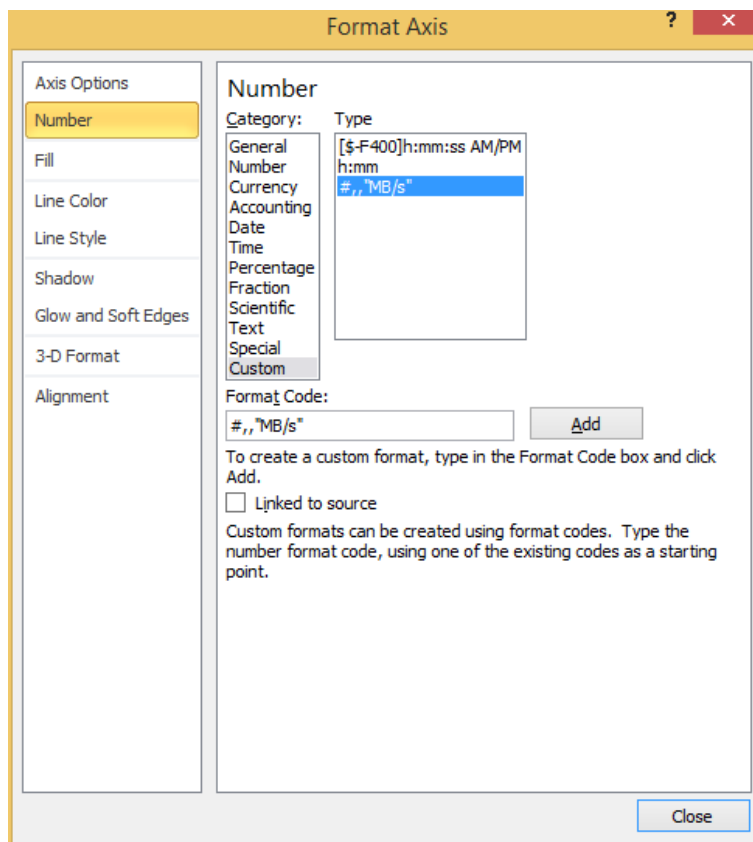 Format Axis
?
×
Axis Options
Number
Fill
Line Color
Line Style
Shadow
Glow and Soft Edges
3-D Format
Alignment
Number
Category: Type
General
Number
Currency
Accounting
Date
Time
Percentage
Fraction
Scientific
Text
Special
Custom
[$-F400]h:mm:ss AM/PM
h:mm
#,,"MB/s"
Format Code:
#,,"MB/s"
Add
To create a custom format, type in the Format Code box and click
Add.
Linked to source
Custom formats can be created using format codes. Type the
number format code, using one of the existing codes as a starting
point.
Close